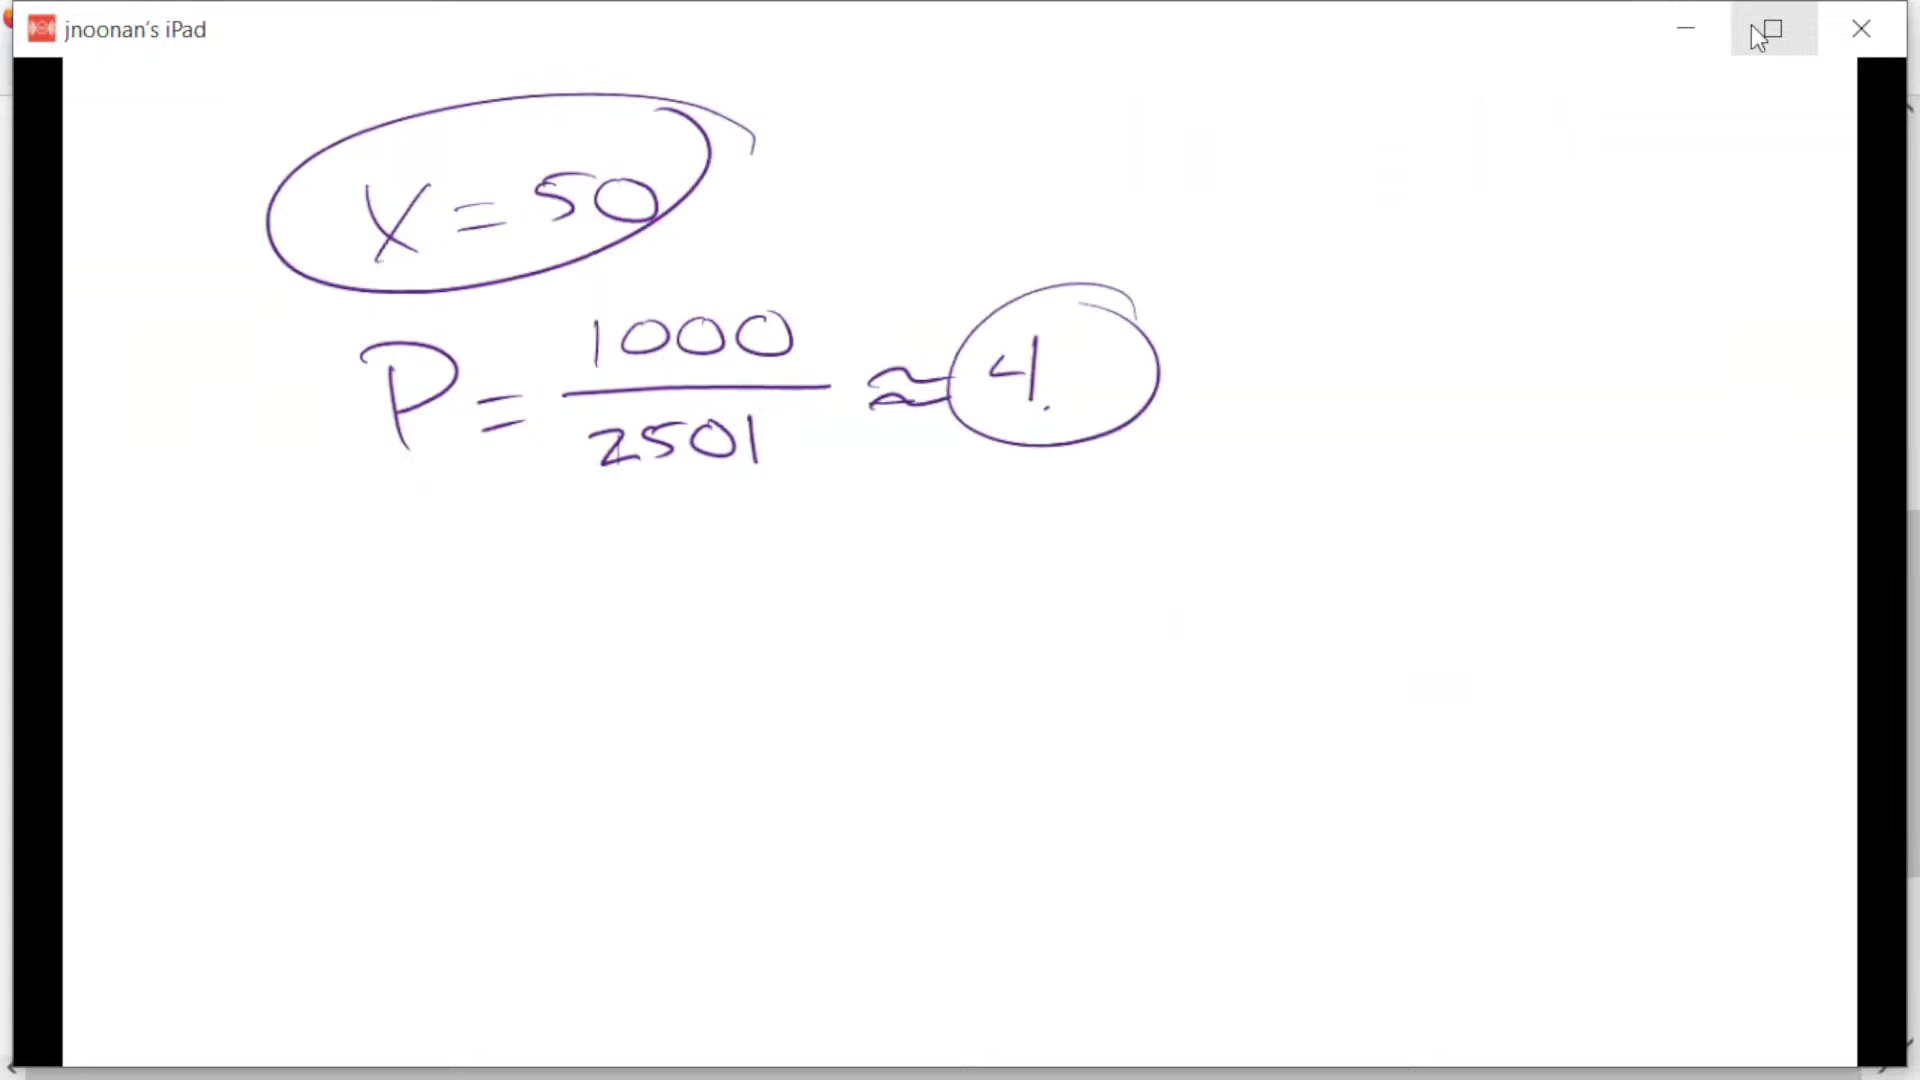 jnoonan's iPad
X = 50
P = 1000 / 2501 ≈ 4.